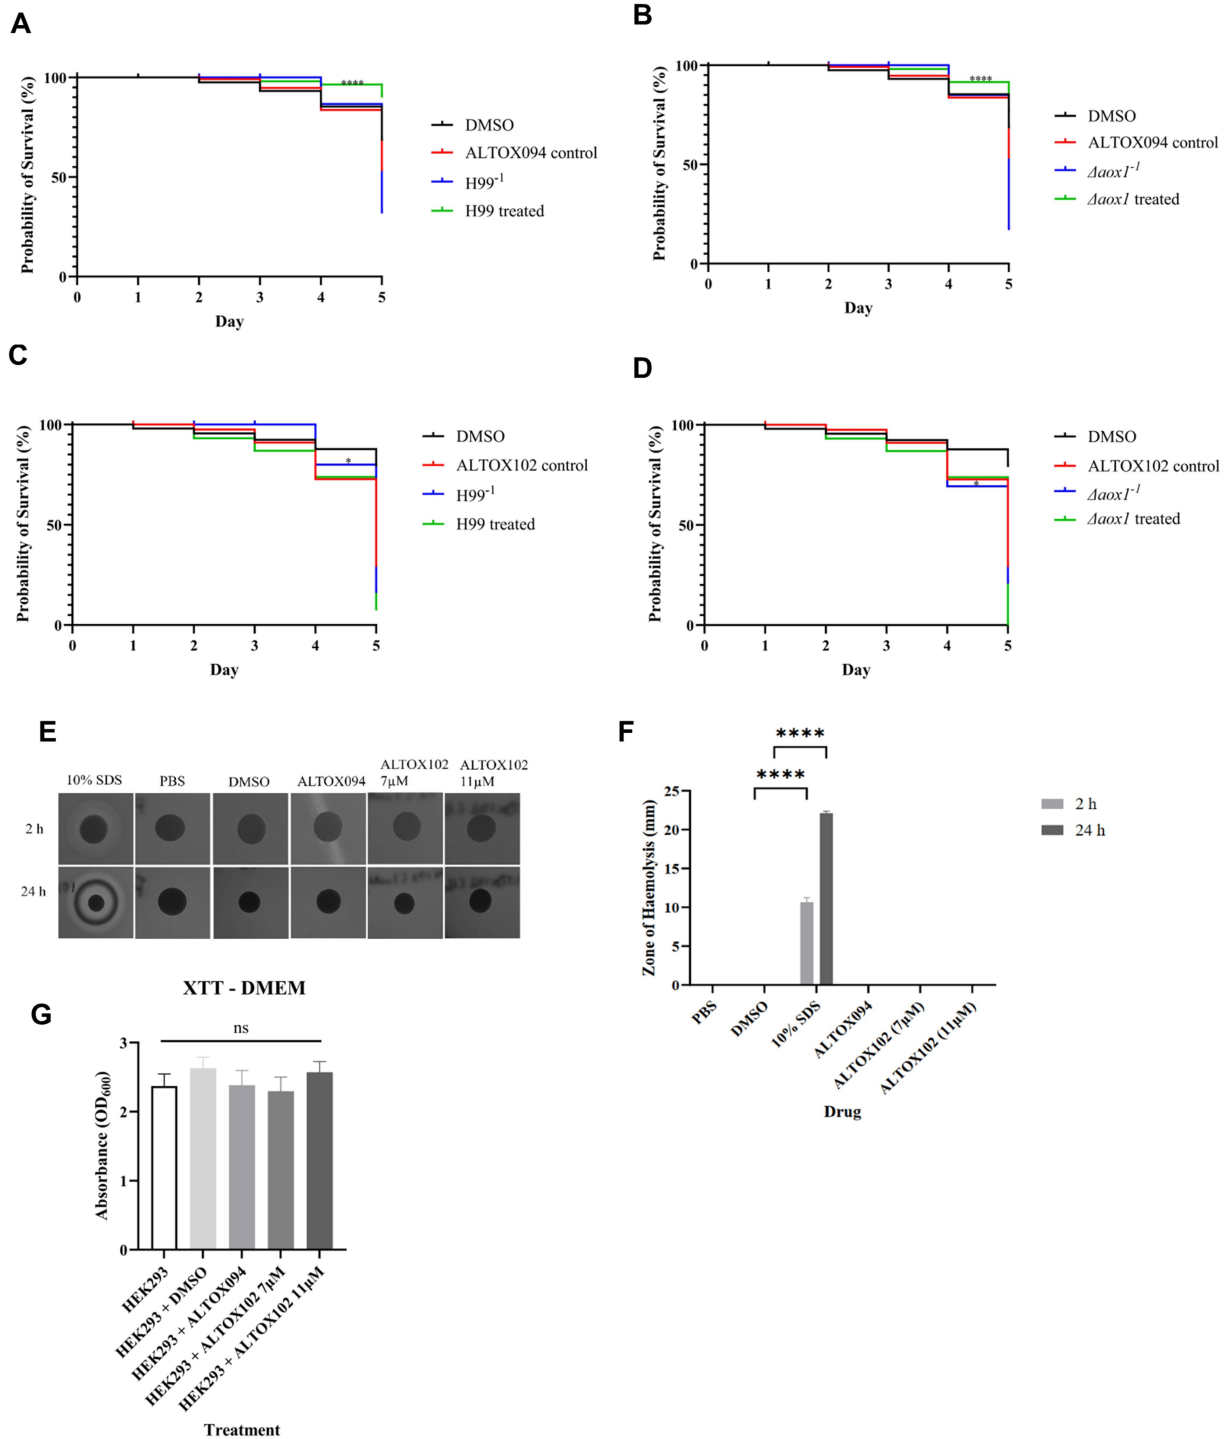 A
Probability of Survival (%)
100
50
0
****
0 1 2 3 4 5
Day
DMSO
ALTOX094 control
H99-1
H99 treated
B
Probability of Survival (%)
100
50
0
****
0 1 2 3 4 5
Day
DMSO
ALTOX094 control
Δaox1-1
Δaox1 treated
C
Probability of Survival (%)
100
50
0
*
0 1 2 3 4 5
Day
DMSO
ALTOX102 control
H99-1
H99 treated
D
Probability of Survival (%)
100
50
0
*
0 1 2 3 4 5
Day
DMSO
ALTOX102 control
Δaox1-1
Δaox1 treated
E
10% SDS
PBS
DMSO
ALTOX094
ALTOX102
7µM
ALTOX102
11µM
2 h
24 h
F
****
****
Zone of Haemolysis (mm)
25
20
15
10
5
0
PBS
DMSO
10% SDS
ALTOX094
ALTOX102 (7µM)
ALTOX102 (11µM)
Drug
2 h
24 h
G
XTT - DMEM
ns
Absorbance (OD600)
3
2
1
0
HEK293
HEK293 + DMSO
HEK293 + ALTOX094
HEK293 + ALTOX102 7µM
HEK293 + ALTOX102 11µM
Treatment